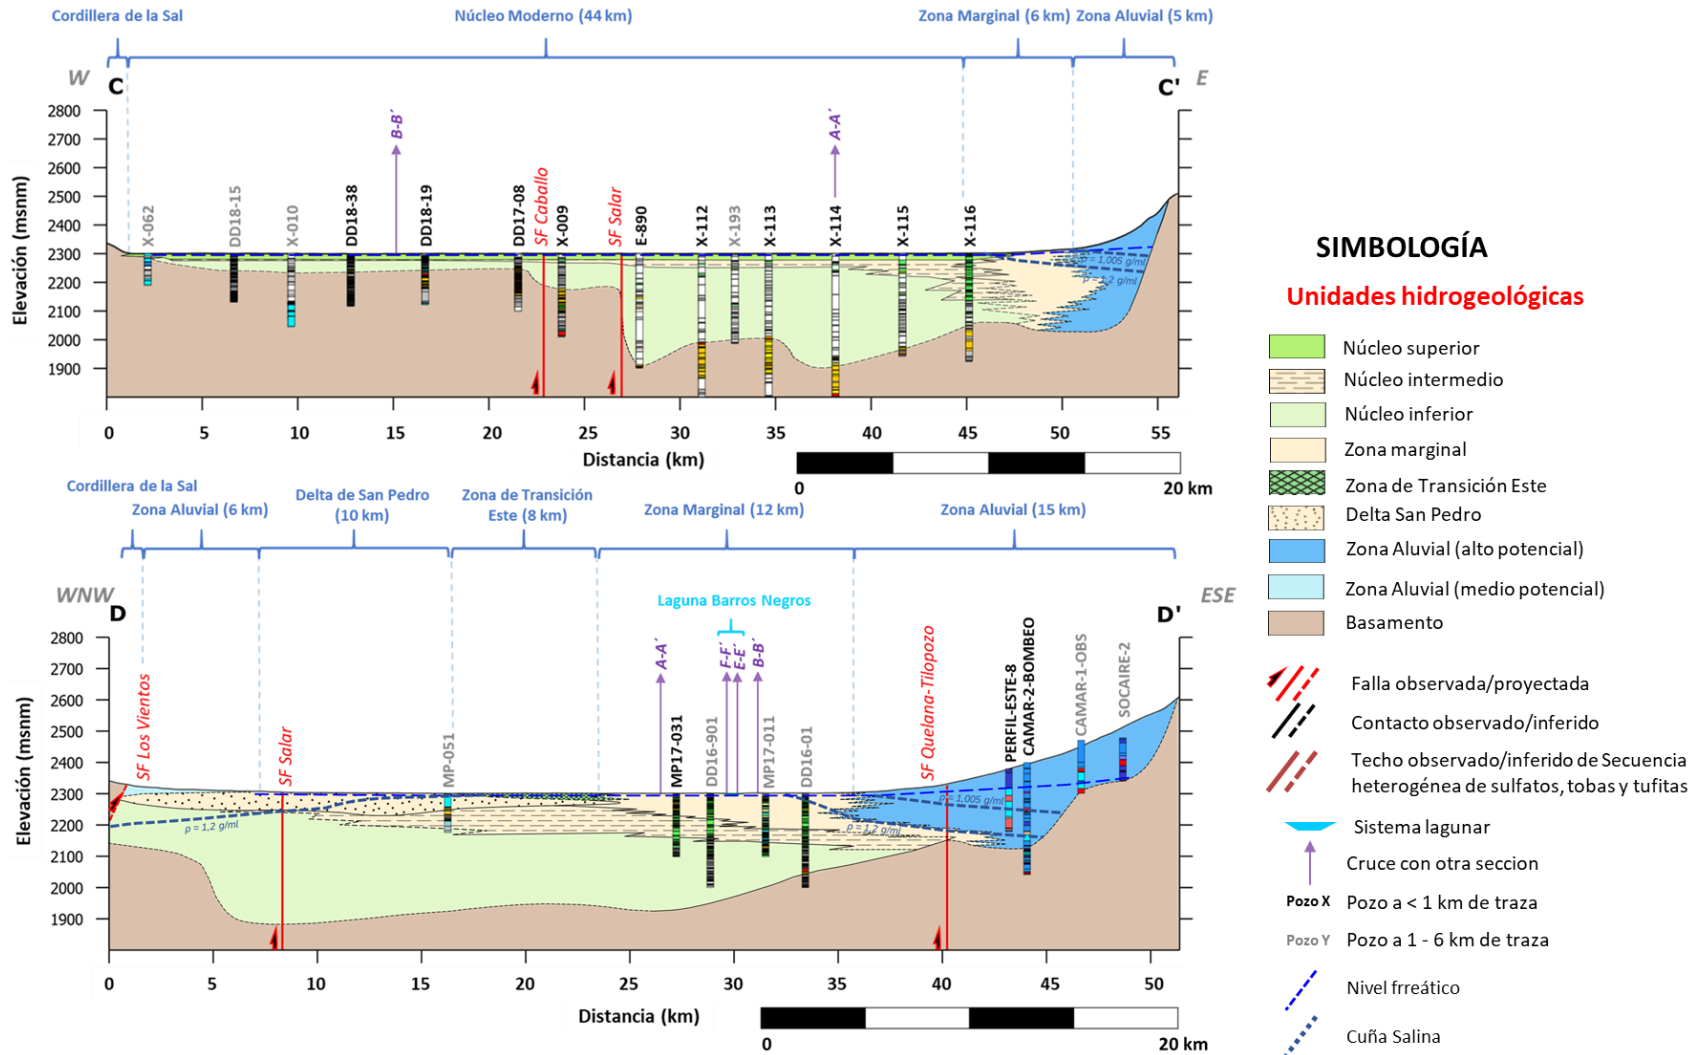 Cordillera de la Sal
Núcleo Moderno (44 km)
Zona Marginal (6 km)
Zona Aluvial (5 km)
W
C
C'
E
Elevación (msnm)
2800
2700
2600
2500
2400
2300
2200
2100
2000
1900
X-062
DD18-15
X-010
DD18-38
B-B´
DD18-19
DD17-08
SF Caballo
X-009
SF Salar
E-890
X-112
X-193
X-113
A-A´
X-114
X-115
X-116
ρ = 1,005 g/ml
ρ = 1,2 g/ml
0 5 10 15 20 25 30 35 40 45 50 55
Distancia (km)
0 20 km
Cordillera de la Sal
Zona Aluvial (6 km)
Delta de San Pedro
(10 km)
Zona de Transición
Este (8 km)
Zona Marginal (12 km)
Zona Aluvial (15 km)
WNW
D
D'
ESE
Laguna Barros Negros
Elevación (msnm)
2800
2700
2600
2500
2400
2300
2200
2100
2000
1900
SF Los Vientos
SF Salar
MP-051
A-A´
MP17-031
DD16-901
F-F´
E-E´
B-B´
MP17-011
DD16-01
SF Quelana-Tilopozo
PERFIL-ESTE-8
CAMAR-2-BOMBEO
CAMAR-1-OBS
SOCAIRE-2
ρ = 1,2 g/ml
ρ = 1,005 g/ml
ρ = 1,2 g/ml
0 5 10 15 20 25 30 35 40 45 50
Distancia (km)
0 20 km
SIMBOLOGÍA
Unidades hidrogeológicas
Núcleo superior
Núcleo intermedio
Núcleo inferior
Zona marginal
Zona de Transición Este
Delta San Pedro
Zona Aluvial (alto potencial)
Zona Aluvial (medio potencial)
Basamento
Falla observada/proyectada
Contacto observado/inferido
Techo observado/inferido de Secuencia
heterogénea de sulfatos, tobas y tufitas
Sistema lagunar
Cruce con otra seccion
Pozo X Pozo a < 1 km de traza
Pozo Y Pozo a 1 - 6 km de traza
Nivel frreático
Cuña Salina